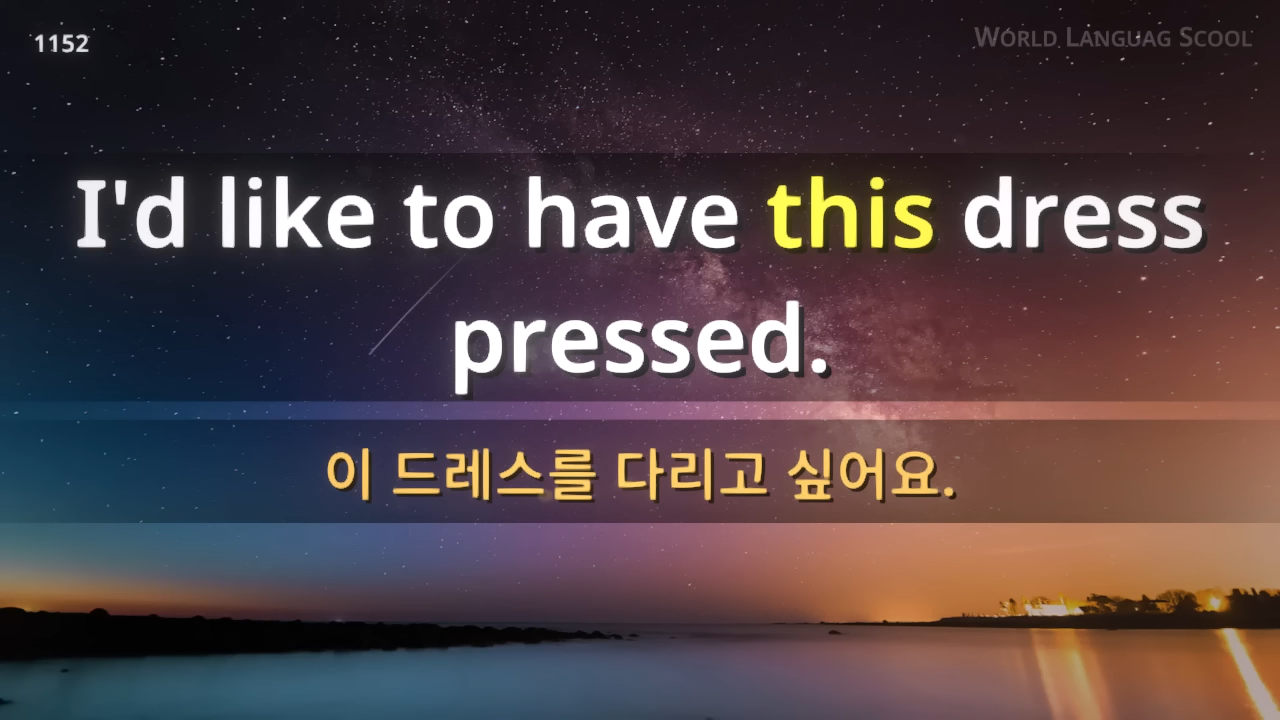 1152
World Languag Scool
I'd like to have this dress
pressed.
이 드레스를 다리고 싶어요.